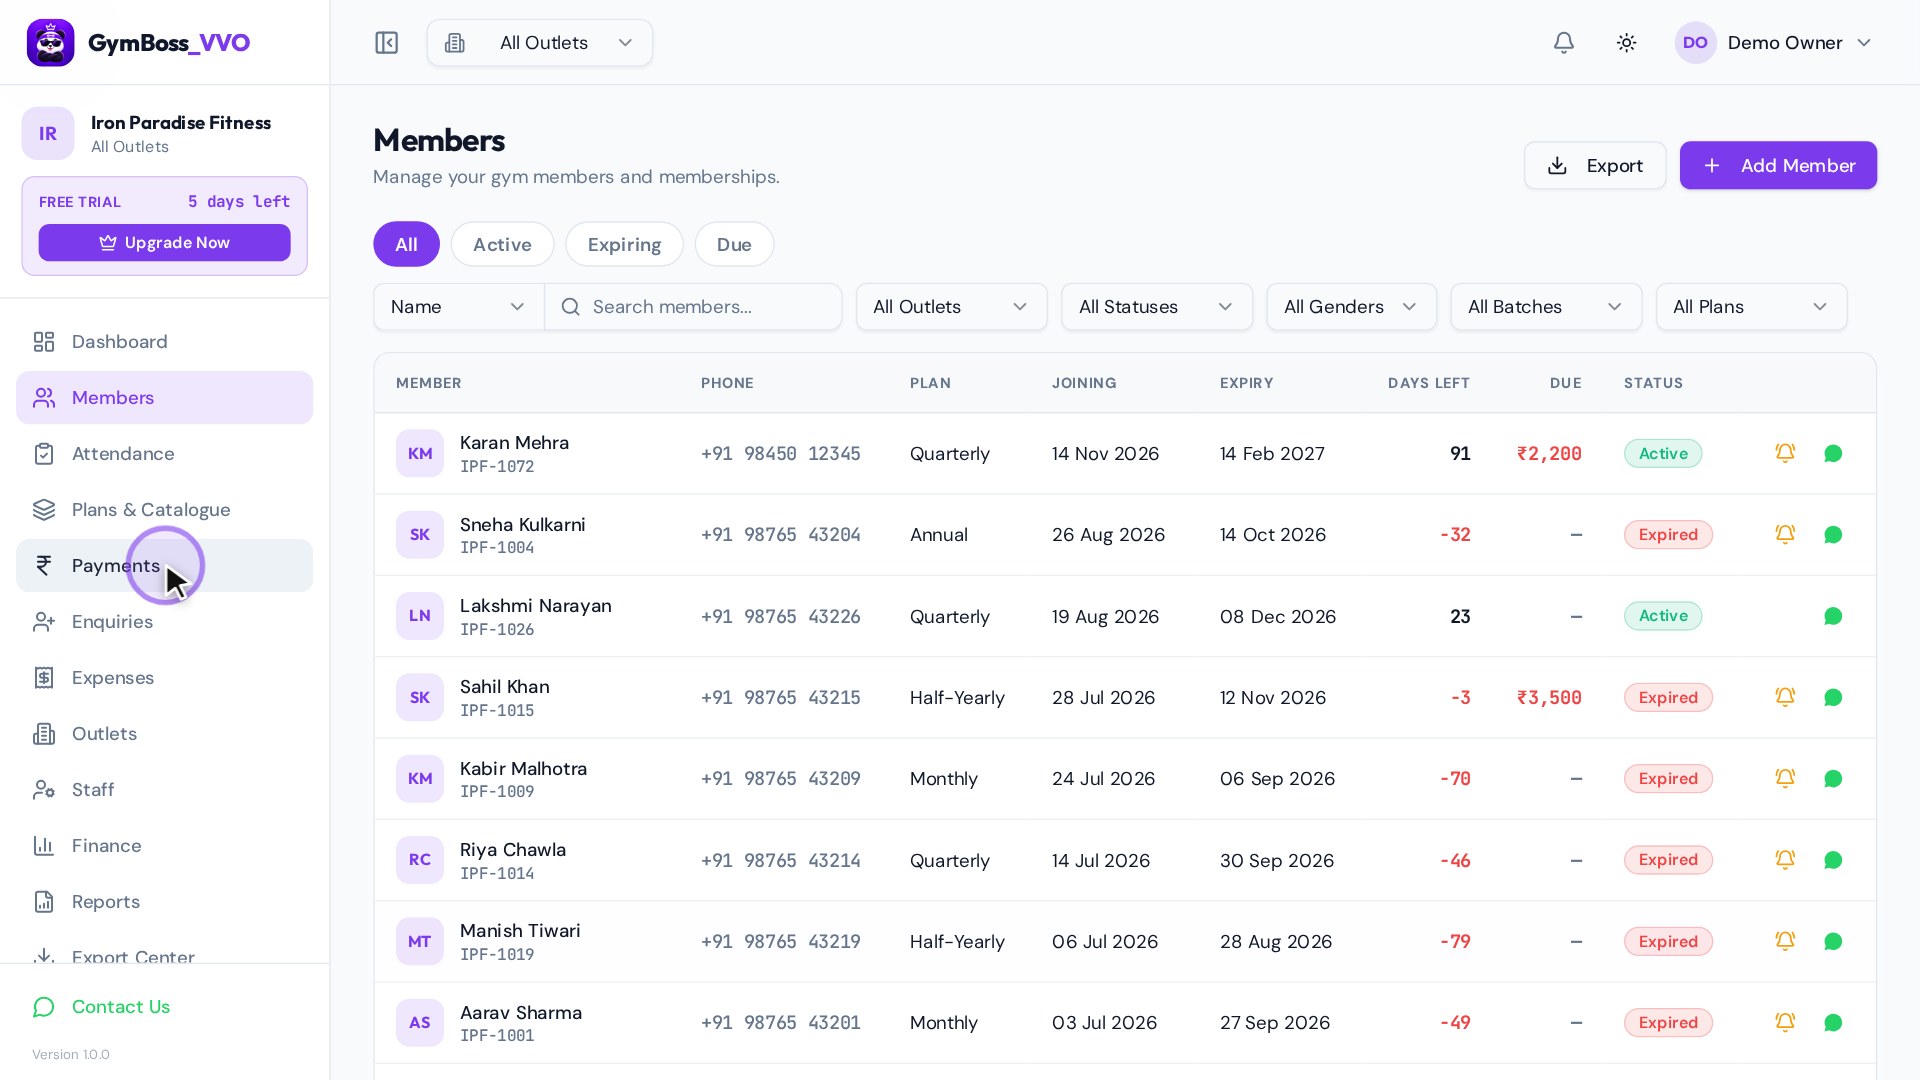 GymBoss_VVO
All Outlets
DO Demo Owner
IR Iron Paradise Fitness
All Outlets
FREE TRIAL 5 days left
Upgrade Now
Dashboard
Members
Attendance
Plans & Catalogue
Payments
Enquiries
Expenses
Outlets
Staff
Finance
Reports
Export Center
Contact Us
Version 1.0.0
Members
Manage your gym members and memberships.
Export
Add Member
All Active Expiring Due
Name Search members... All Outlets All Statuses All Genders All Batches All Plans
MEMBER PHONE PLAN JOINING EXPIRY DAYS LEFT DUE STATUS
KM Karan Mehra +91 98450 12345 Quarterly 14 Nov 2026 14 Feb 2027 91 ₹2,200 Active
IPF-1072
SK Sneha Kulkarni +91 98765 43204 Annual 26 Aug 2026 14 Oct 2026 -32 – Expired
IPF-1004
LN Lakshmi Narayan +91 98765 43226 Quarterly 19 Aug 2026 08 Dec 2026 23 – Active
IPF-1026
SK Sahil Khan +91 98765 43215 Half-Yearly 28 Jul 2026 12 Nov 2026 -3 ₹3,500 Expired
IPF-1015
KM Kabir Malhotra +91 98765 43209 Monthly 24 Jul 2026 06 Sep 2026 -70 – Expired
IPF-1009
RC Riya Chawla +91 98765 43214 Quarterly 14 Jul 2026 30 Sep 2026 -46 – Expired
IPF-1014
MT Manish Tiwari +91 98765 43219 Half-Yearly 06 Jul 2026 28 Aug 2026 -79 – Expired
IPF-1019
AS Aarav Sharma +91 98765 43201 Monthly 03 Jul 2026 27 Sep 2026 -49 – Expired
IPF-1001